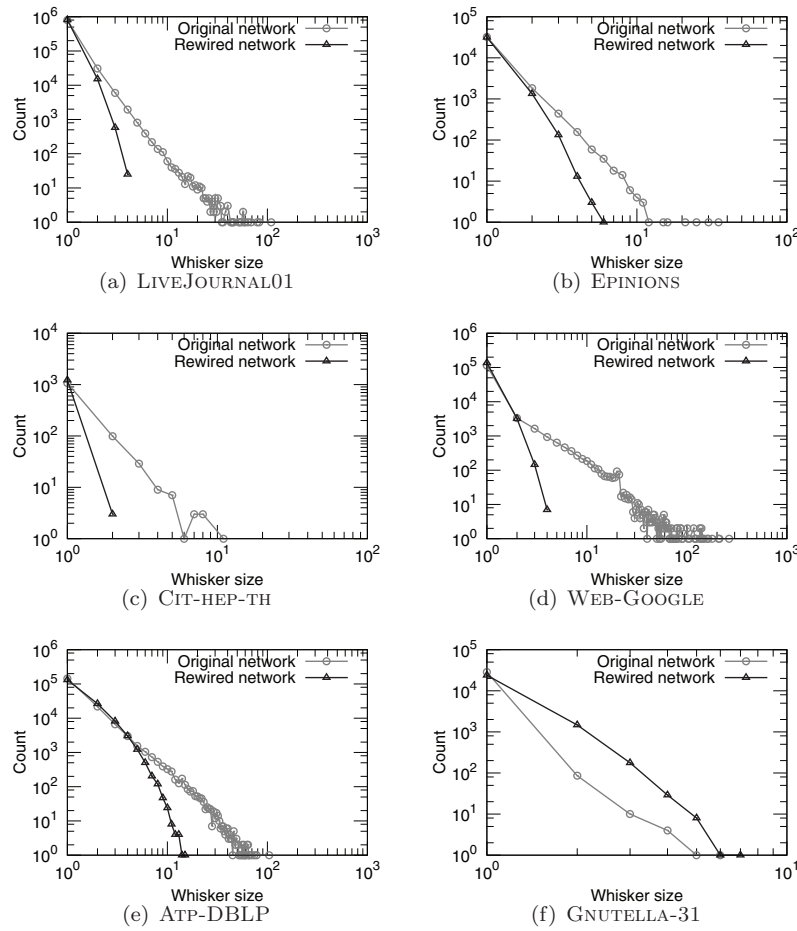 10^6
10^5
10^4
10^3
10^2
10^1
10^0
Count
Original network
Rewired network
10^0 10^1 10^2 10^3
Whisker size
(a) LIVEJOURNAL01
10^5
10^4
10^3
10^2
10^1
10^0
Count
Original network
Rewired network
10^0 10^1 10^2
Whisker size
(b) EPINIONS
10^4
10^3
10^2
10^1
10^0
Count
Original network
Rewired network
10^0 10^1 10^2
Whisker size
(c) CIT-HEP-TH
10^6
10^5
10^4
10^3
10^2
10^1
10^0
Count
Original network
Rewired network
10^0 10^1 10^2 10^3
Whisker size
(d) WEB-GOOGLE
10^6
10^5
10^4
10^3
10^2
10^1
10^0
Count
Original network
Rewired network
10^0 10^1 10^2 10^3
Whisker size
(e) ATP-DBLP
10^5
10^4
10^3
10^2
10^1
10^0
Count
Original network
Rewired network
10^0 10
Whisker size
(f) GNUTELLA-31